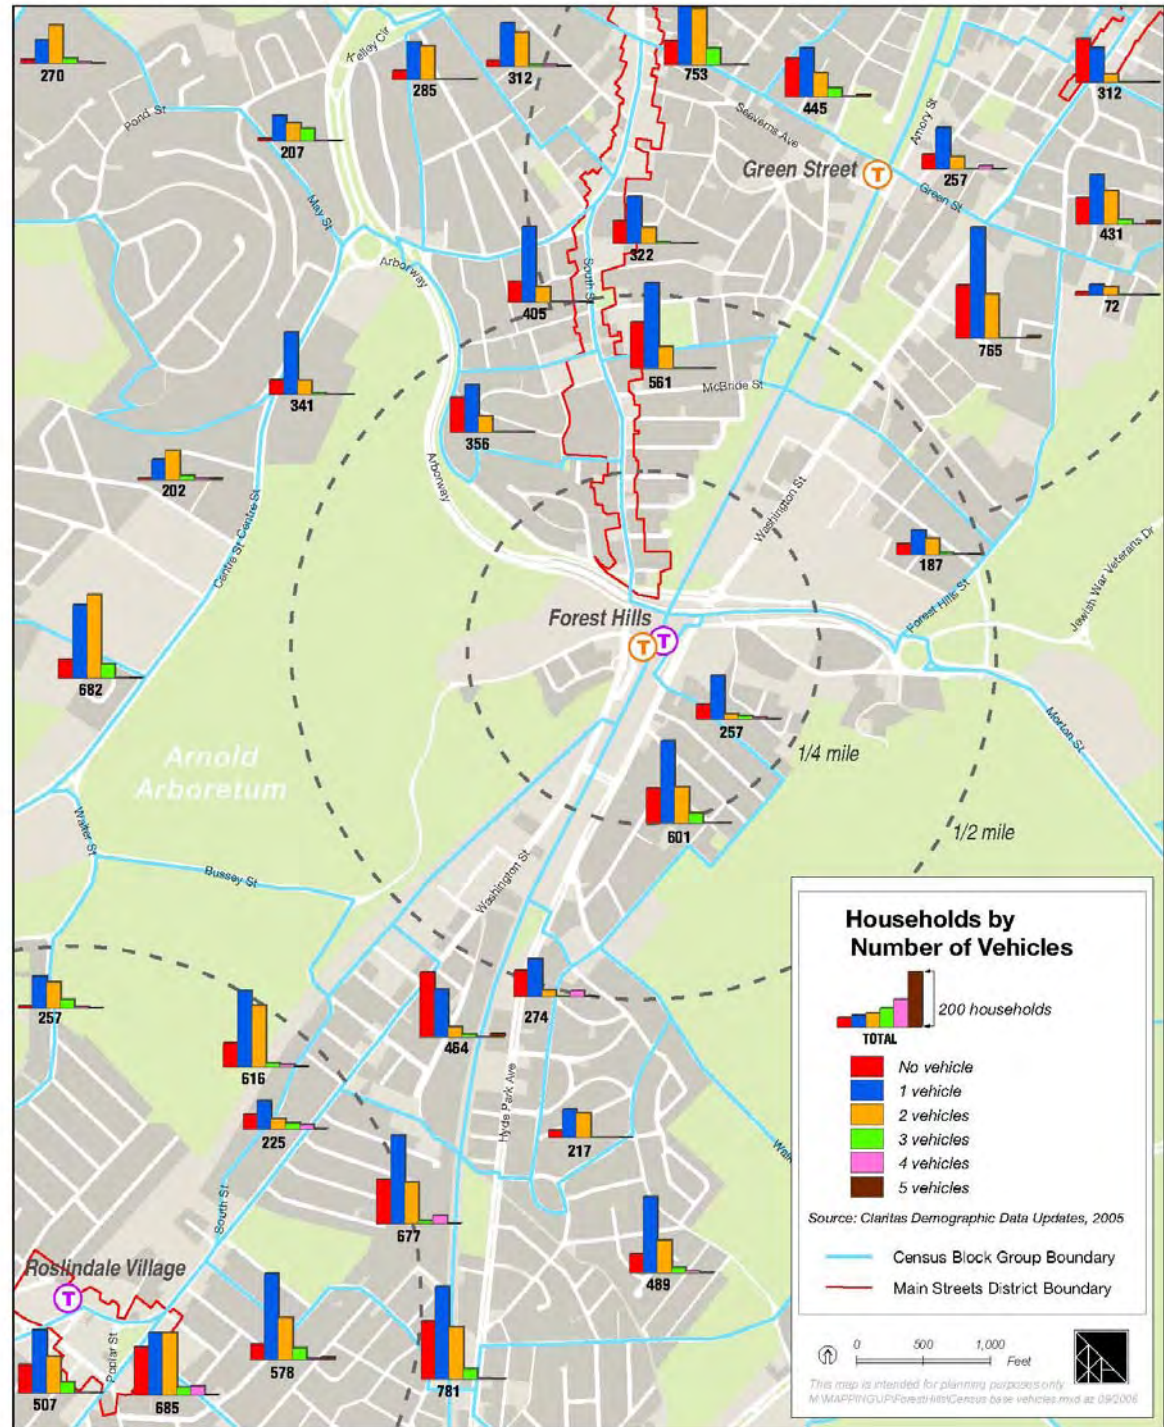 Kelley Cir
270
285
312
753
445
312
Pond St
207
Seaverns Ave
Amory St
257
Green Street
T
Green St
431
May St
322
Arborway
South St
405
72
765
561
McBride St
341
356
202
Arborway
Centre St
Centre St
Washington St
187
Jewish War Veterans Dr
Forest Hills St
Forest Hills
T
T
682
257
Morton St
1/4 mile
Arnold
Arboretum
601
1/2 mile
Walter St
Bussey St
Washington St
257
274
464
616
Hyde Park Ave
225
217
South St
677
489
Roslindale Village
T
Poplar St
578
781
507
685
Households by
Number of Vehicles
200 households
TOTAL
No vehicle
1 vehicle
2 vehicles
3 vehicles
4 vehicles
5 vehicles
Source: Claritas Demographic Data Updates, 2005
Census Block Group Boundary
Main Streets District Boundary
0 500 1,000
Feet
This map is intended for planning purposes only.